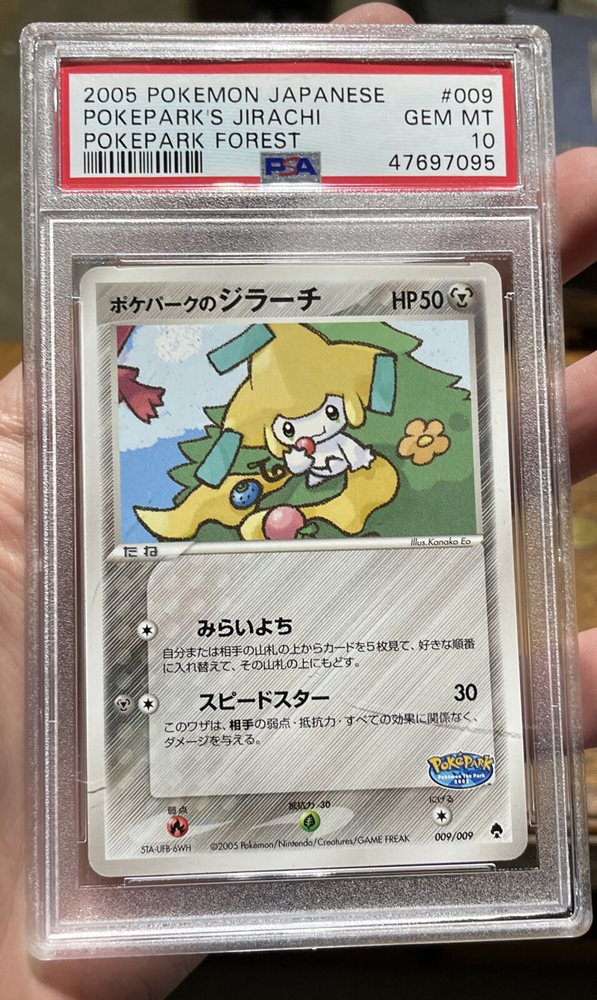 2005 POKEMON JAPANESE #009
POKEPARK'S JIRACHI GEM MT
POKEPARK FOREST 10
PSA 47697095
ポケパークのジラーチ HP50
たね Illus.Kanako Eo
みらいよち
自分または相手の山札の上からカードを5枚見て、好きな順番
に入れ替えて、その山札の上にもどす。
スピードスター 30
このワザは、相手の弱点・抵抗力・すべての効果に関係なく、
ダメージを与える。
PokéPARK
Pokémon The Park
2005
弱点 抵抗力 -30 にげる
5TA-UFB-6WH ©2005 Pokémon/Nintendo/Creatures/GAME FREAK 009/009